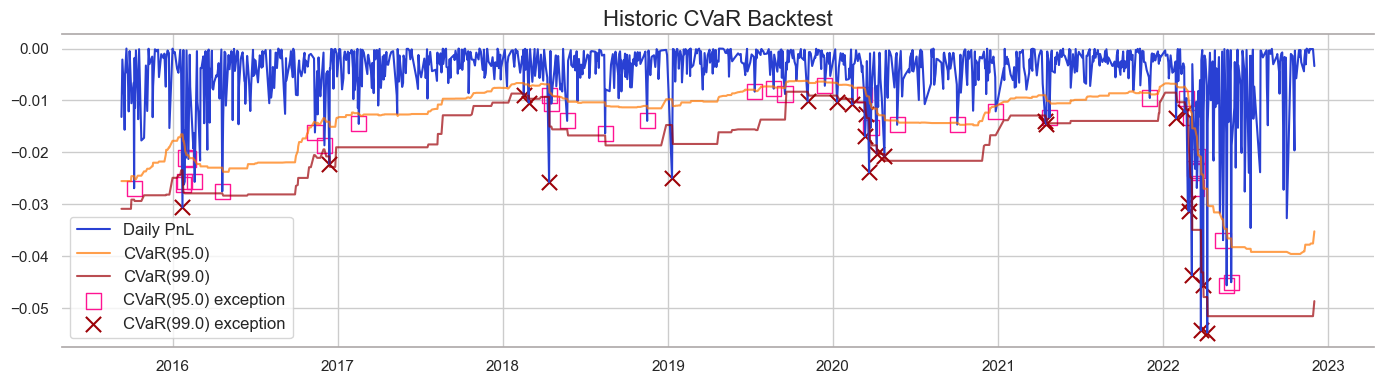 Historic CVaR Backtest
0.00
−0.01
−0.02
−0.03
−0.04
−0.05
Daily PnL
CVaR(95.0)
CVaR(99.0)
CVaR(95.0) exception
CVaR(99.0) exception
2016 2017 2018 2019 2020 2021 2022 2023